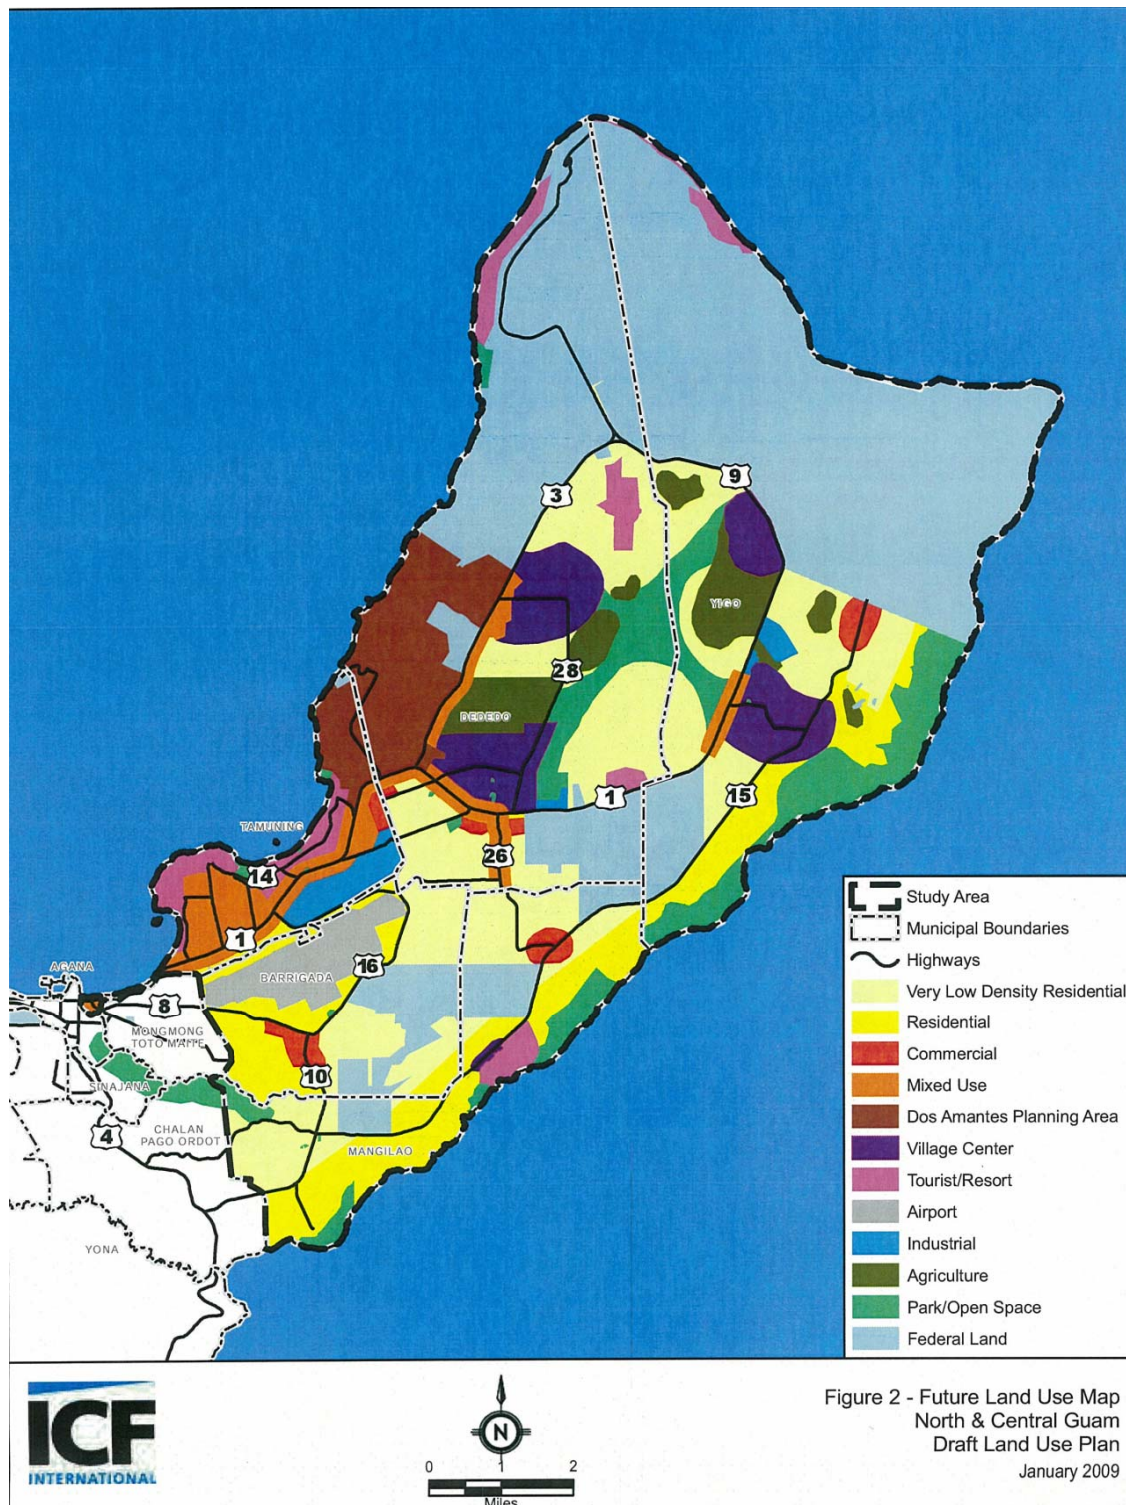 3
9
YIGO
28
DEDEDO
1
15
TAMUNING
14
26
1
AGANA
BARRIGADA
16
8
MONGMONG
TOTO MAITE
SINAJANA
10
4
CHALAN
PAGO ORDOT
MANGILAO
YONA
Study Area
Municipal Boundaries
Highways
Very Low Density Residential
Residential
Commercial
Mixed Use
Dos Amantes Planning Area
Village Center
Tourist/Resort
Airport
Industrial
Agriculture
Park/Open Space
Federal Land
ICF
INTERNATIONAL
N
0 1 2
Miles
Figure 2 - Future Land Use Map
North & Central Guam
Draft Land Use Plan
January 2009